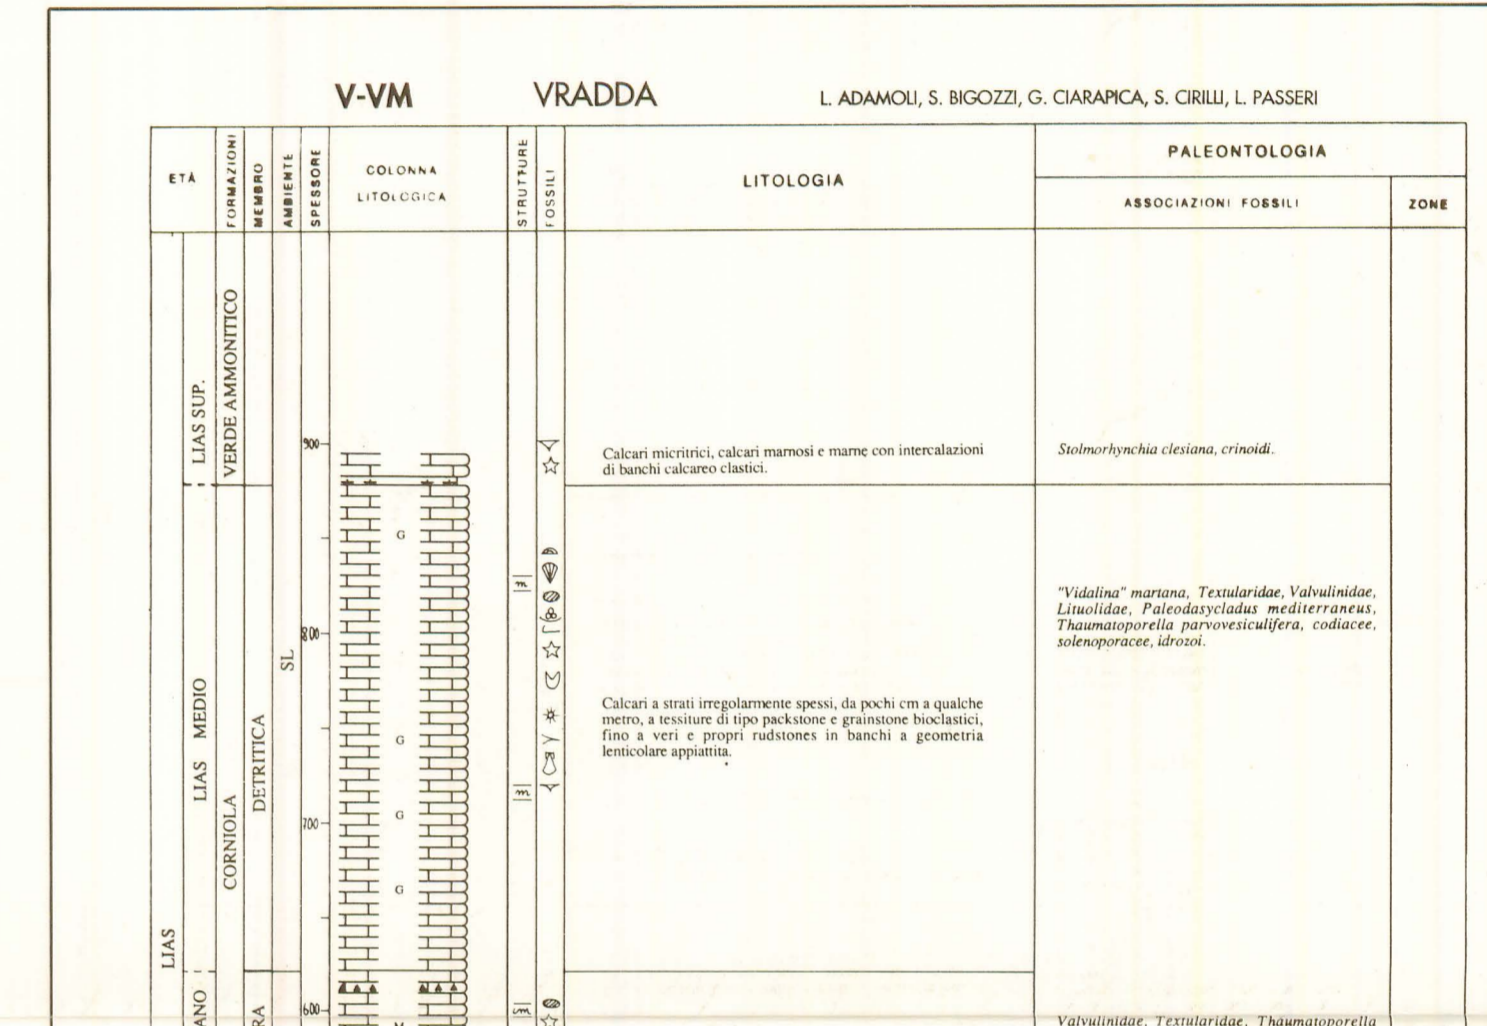 V-VM VRADDA L. ADAMOLI, S. BIGOZZI, G. CIARAPICA, S. CIRILLI, L. PASSERI
ETÀ
FORMAZIONI
MEMBRO
AMBIENTE
SPESSORE
COLONNA
LITOLOGICA
STRUTTURE
FOSSILI
LITOLOGIA
PALEONTOLOGIA
ASSOCIAZIONI FOSSILI
ZONE
LIAS SUP.
VERDE AMMONITICO
900
Calcari micritrici, calcari marnosi e marne con intercalazioni
di banchi calcareo clastici.
Stolmorhynchia clesiana, crinoidi.
G
m
"Vidalina" martana, Textularidae, Valvulinidae,
Lituolidae, Paleodasycladus mediterraneus,
Thaumatoporella parvovesiculifera, codiacee,
solenoporacee, idrozoi.
800
SL
LIAS MEDIO
DETRITICA
CORNIOLA
Calcari a strati irregolarmente spessi, da pochi cm a qualche
metro, a tessiture di tipo packstone e grainstone bioclastici,
fino a veri e propri rudstones in banchi a geometria
lenticolare appiattita.
G
m
G
700
G
LIAS
600
m
ANO
RA
Valvulinidae, Textularidae, Thaumatoporella